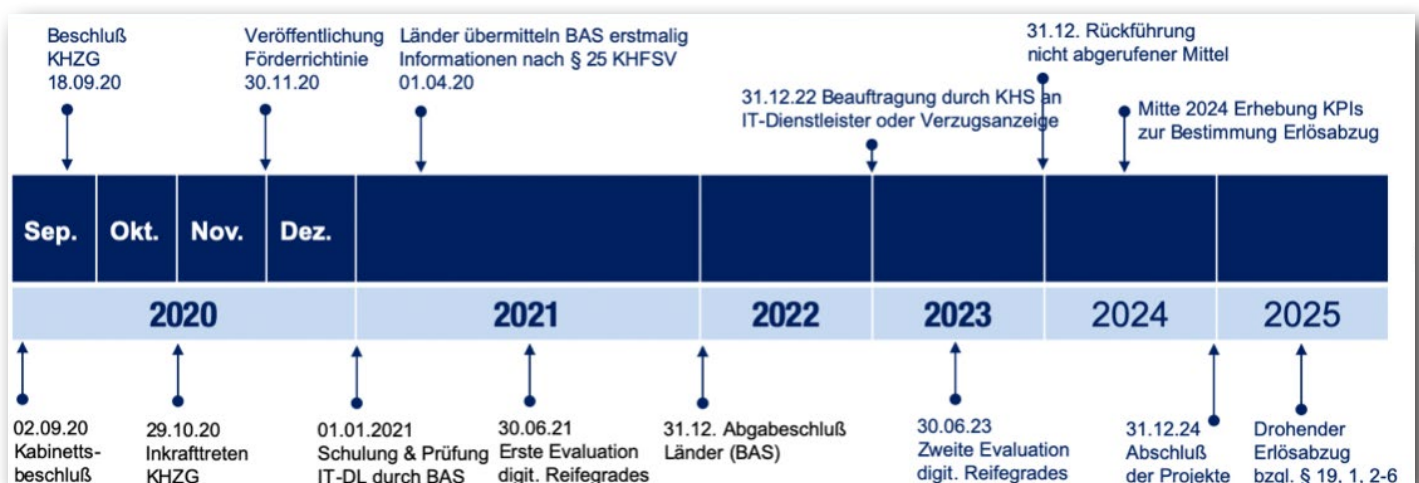 Beschluß
KHZG
18.09.20
Veröffentlichung
Förderrichtinie
30.11.20
Länder übermitteln BAS erstmalig
Informationen nach § 25 KHFSV
01.04.20
31.12.22 Beauftragung durch KHS an
IT-Dienstleister oder Verzugsanzeige
31.12. Rückführung
nicht abgerufener Mittel
Mitte 2024 Erhebung KPIs
zur Bestimmung Erlösabzug
Sep.
Okt.
Nov.
Dez.
2020
2021
2022
2023
2024
2025
02.09.20
Kabinetts-
beschluß
29.10.20
Inkrafttreten
KHZG
01.01.2021
Schulung & Prüfung
IT-DL durch BAS
30.06.21
Erste Evaluation
digit. Reifegrades
31.12. Abgabeschluß
Länder (BAS)
30.06.23
Zweite Evaluation
digit. Reifegrades
31.12.24
Abschluß
der Projekte
Drohender
Erlösabzug
bzgl. § 19, 1, 2-6